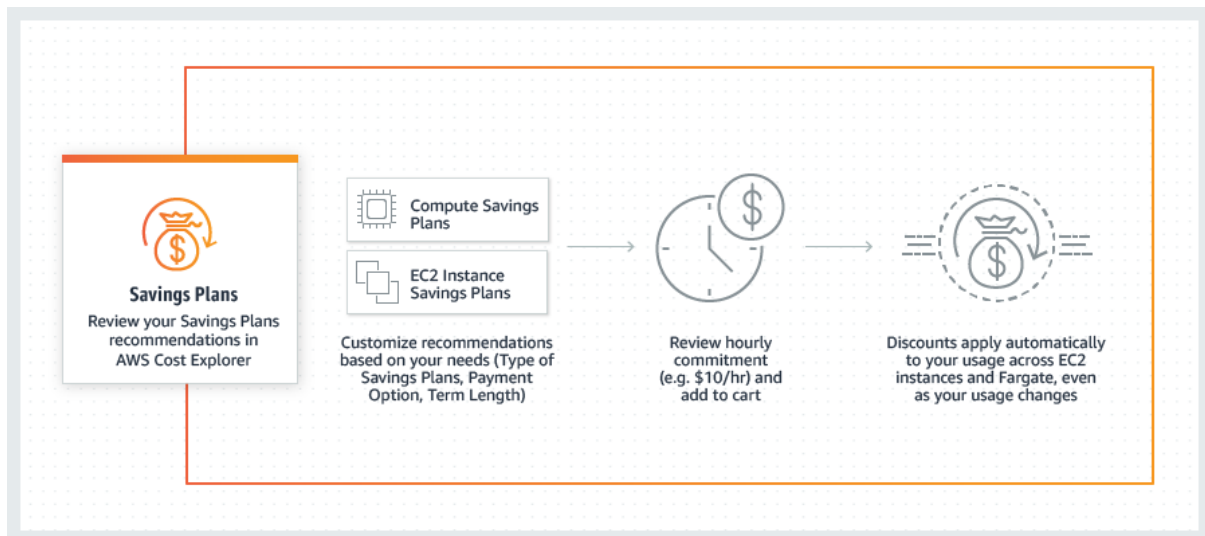 Savings Plans
Review your Savings Plans
recommendations in
AWS Cost Explorer
Compute Savings
Plans
EC2 Instance
Savings Plans
Customize recommendations
based on your needs (Type of
Savings Plans, Payment
Option, Term Length)
$
Review hourly
commitment
(e.g. $10/hr) and
add to cart
$
Discounts apply automatically
to your usage across EC2
instances and Fargate, even
as your usage changes